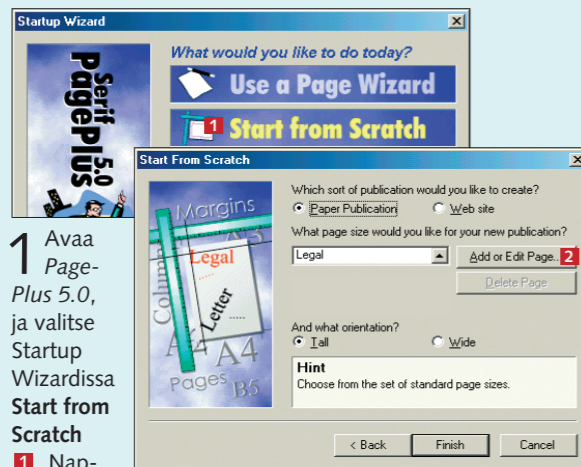 Startup Wizard
What would you like to do today?
Serif
PagePlus 5.0
Use a Page Wizard
1 Start from Scratch
Start From Scratch
Which sort of publication would you like to create?
Paper Publication
Web site
What page size would you like for your new publication?
Legal
Add or Edit Page.. 2
Delete Page
And what orientation?
Tall
Wide
Hint
Choose from the set of standard page sizes.
< Back
Finish
Cancel
Margins
Legal
Letter
A4
Pages
B5
1 Avaa
Page-
Plus 5.0,
ja valitse
Startup
Wizardissa
Start from
Scratch
1 Nap-